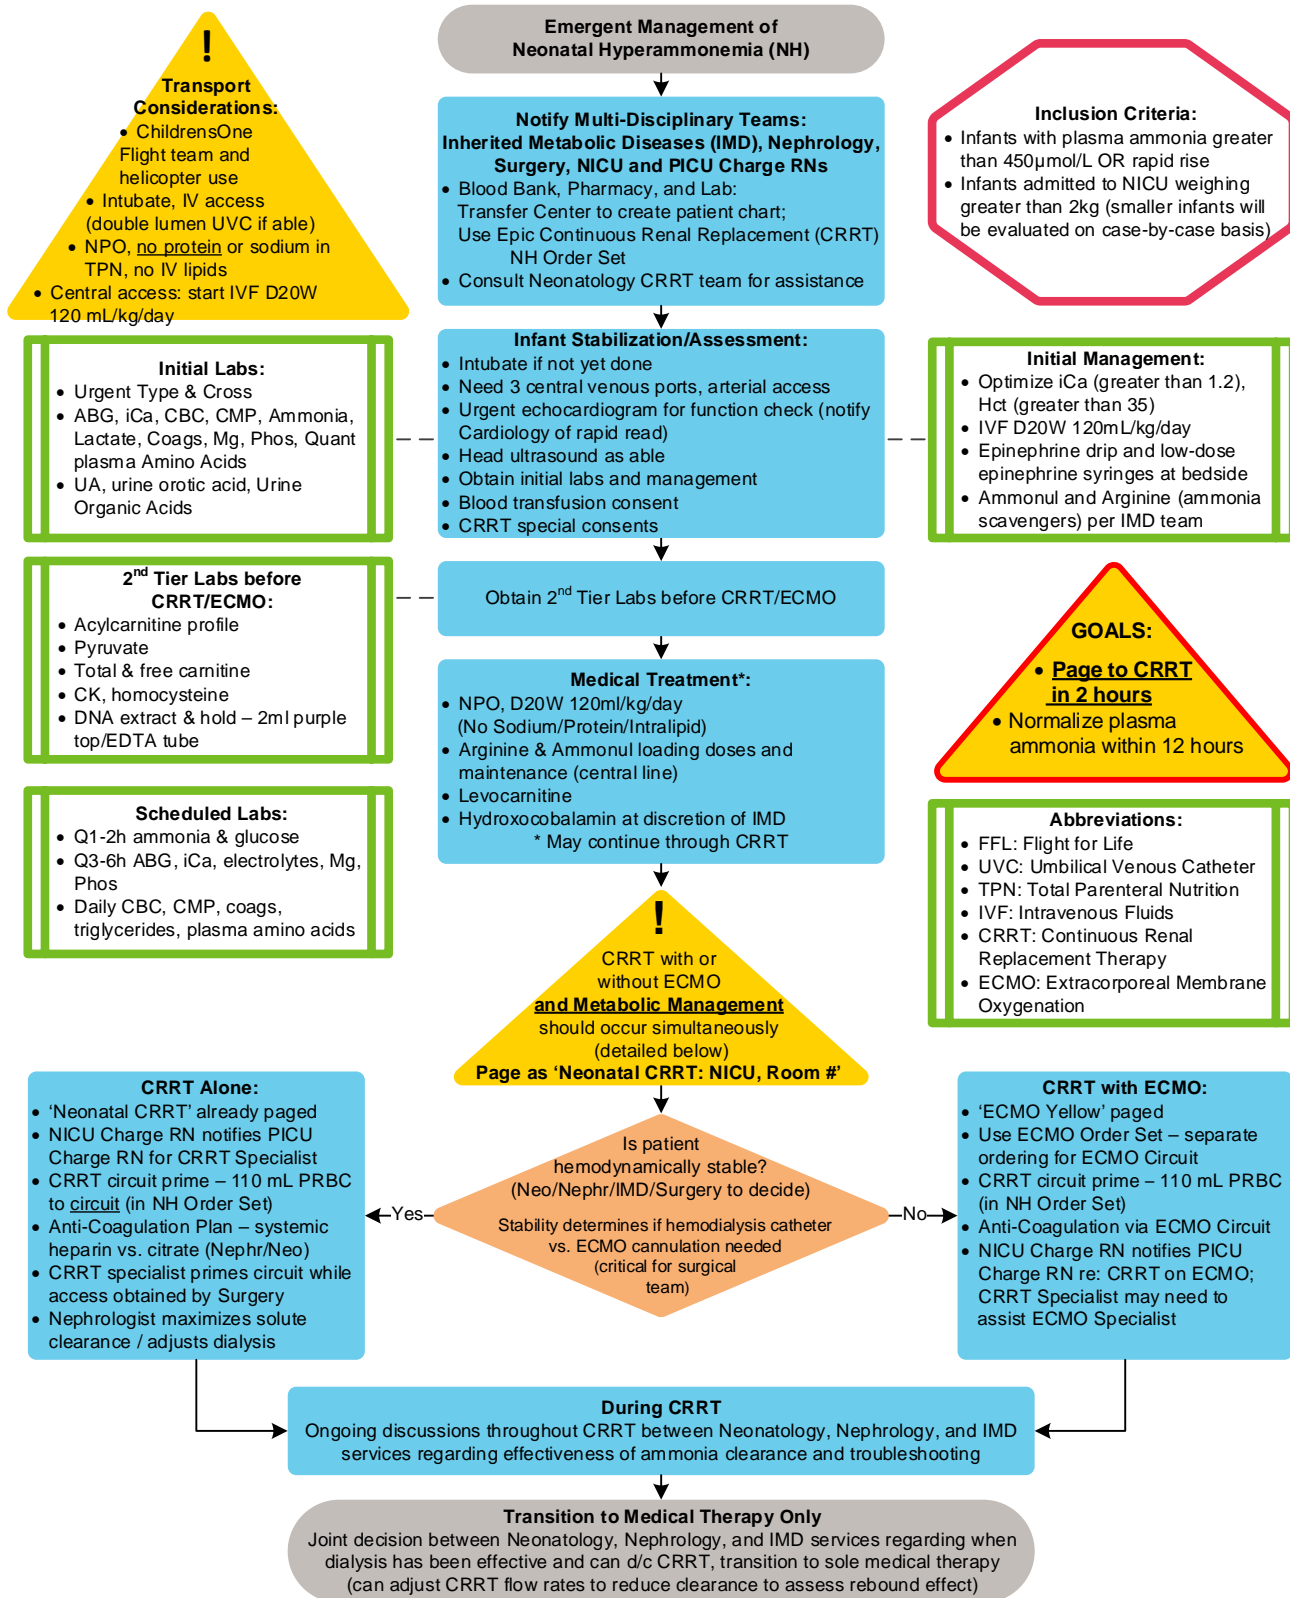 Emergent Management of
Neonatal Hyperammonemia (NH)
!
Transport
Considerations:
• ChildrensOne
Flight team and
helicopter use
• Intubate, IV access
(double lumen UVC if able)
• NPO, no protein or sodium in
TPN, no IV lipids
• Central access: start IVF D20W
120 mL/kg/day
Notify Multi-Disciplinary Teams:
Inherited Metabolic Diseases (IMD), Nephrology,
Surgery, NICU and PICU Charge RNs
• Blood Bank, Pharmacy, and Lab:
Transfer Center to create patient chart;
Use Epic Continuous Renal Replacement (CRRT)
NH Order Set
• Consult Neonatology CRRT team for assistance
Inclusion Criteria:
• Infants with plasma ammonia greater
than 450µmol/L OR rapid rise
• Infants admitted to NICU weighing
greater than 2kg (smaller infants will
be evaluated on case-by-case basis)
Initial Labs:
• Urgent Type & Cross
• ABG, iCa, CBC, CMP, Ammonia,
Lactate, Coags, Mg, Phos, Quant
plasma Amino Acids
• UA, urine orotic acid, Urine
Organic Acids
Infant Stabilization/Assessment:
• Intubate if not yet done
• Need 3 central venous ports, arterial access
• Urgent echocardiogram for function check (notify
Cardiology of rapid read)
• Head ultrasound as able
• Obtain initial labs and management
• Blood transfusion consent
• CRRT special consents
Initial Management:
• Optimize iCa (greater than 1.2),
Hct (greater than 35)
• IVF D20W 120mL/kg/day
• Epinephrine drip and low-dose
epinephrine syringes at bedside
• Ammonul and Arginine (ammonia
scavengers) per IMD team
2nd Tier Labs before
CRRT/ECMO:
• Acylcarnitine profile
• Pyruvate
• Total & free carnitine
• CK, homocysteine
• DNA extract & hold – 2ml purple
top/EDTA tube
Obtain 2nd Tier Labs before CRRT/ECMO
GOALS:
• Page to CRRT
in 2 hours
• Normalize plasma
ammonia within 12 hours
Medical Treatment*:
• NPO, D20W 120ml/kg/day
(No Sodium/Protein/Intralipid)
• Arginine & Ammonul loading doses and
maintenance (central line)
• Levocarnitine
• Hydroxocobalamin at discretion of IMD
* May continue through CRRT
Scheduled Labs:
• Q1-2h ammonia & glucose
• Q3-6h ABG, iCa, electrolytes, Mg,
Phos
• Daily CBC, CMP, coags,
triglycerides, plasma amino acids
Abbreviations:
• FFL: Flight for Life
• UVC: Umbilical Venous Catheter
• TPN: Total Parenteral Nutrition
• IVF: Intravenous Fluids
• CRRT: Continuous Renal
Replacement Therapy
• ECMO: Extracorporeal Membrane
Oxygenation
!
CRRT with or
without ECMO
and Metabolic Management
should occur simultaneously
(detailed below)
Page as ‘Neonatal CRRT: NICU, Room #’
CRRT Alone:
• ‘Neonatal CRRT’ already paged
• NICU Charge RN notifies PICU
Charge RN for CRRT Specialist
• CRRT circuit prime – 110 mL PRBC
to circuit (in NH Order Set)
• Anti-Coagulation Plan – systemic
heparin vs. citrate (Nephr/Neo)
• CRRT specialist primes circuit while
access obtained by Surgery
• Nephrologist maximizes solute
clearance / adjusts dialysis
Yes
Is patient
hemodynamically stable?
(Neo/Nephr/IMD/Surgery to decide)
Stability determines if hemodialysis catheter
vs. ECMO cannulation needed
(critical for surgical
team)
No
CRRT with ECMO:
• ‘ECMO Yellow’ paged
• Use ECMO Order Set – separate
ordering for ECMO Circuit
• CRRT circuit prime – 110 mL PRBC
(in NH Order Set)
• Anti-Coagulation via ECMO Circuit
• NICU Charge RN notifies PICU
Charge RN re: CRRT on ECMO;
CRRT Specialist may need to
assist ECMO Specialist
During CRRT
Ongoing discussions throughout CRRT between Neonatology, Nephrology, and IMD
services regarding effectiveness of ammonia clearance and troubleshooting
Transition to Medical Therapy Only
Joint decision between Neonatology, Nephrology, and IMD services regarding when
dialysis has been effective and can d/c CRRT, transition to sole medical therapy
(can adjust CRRT flow rates to reduce clearance to assess rebound effect)